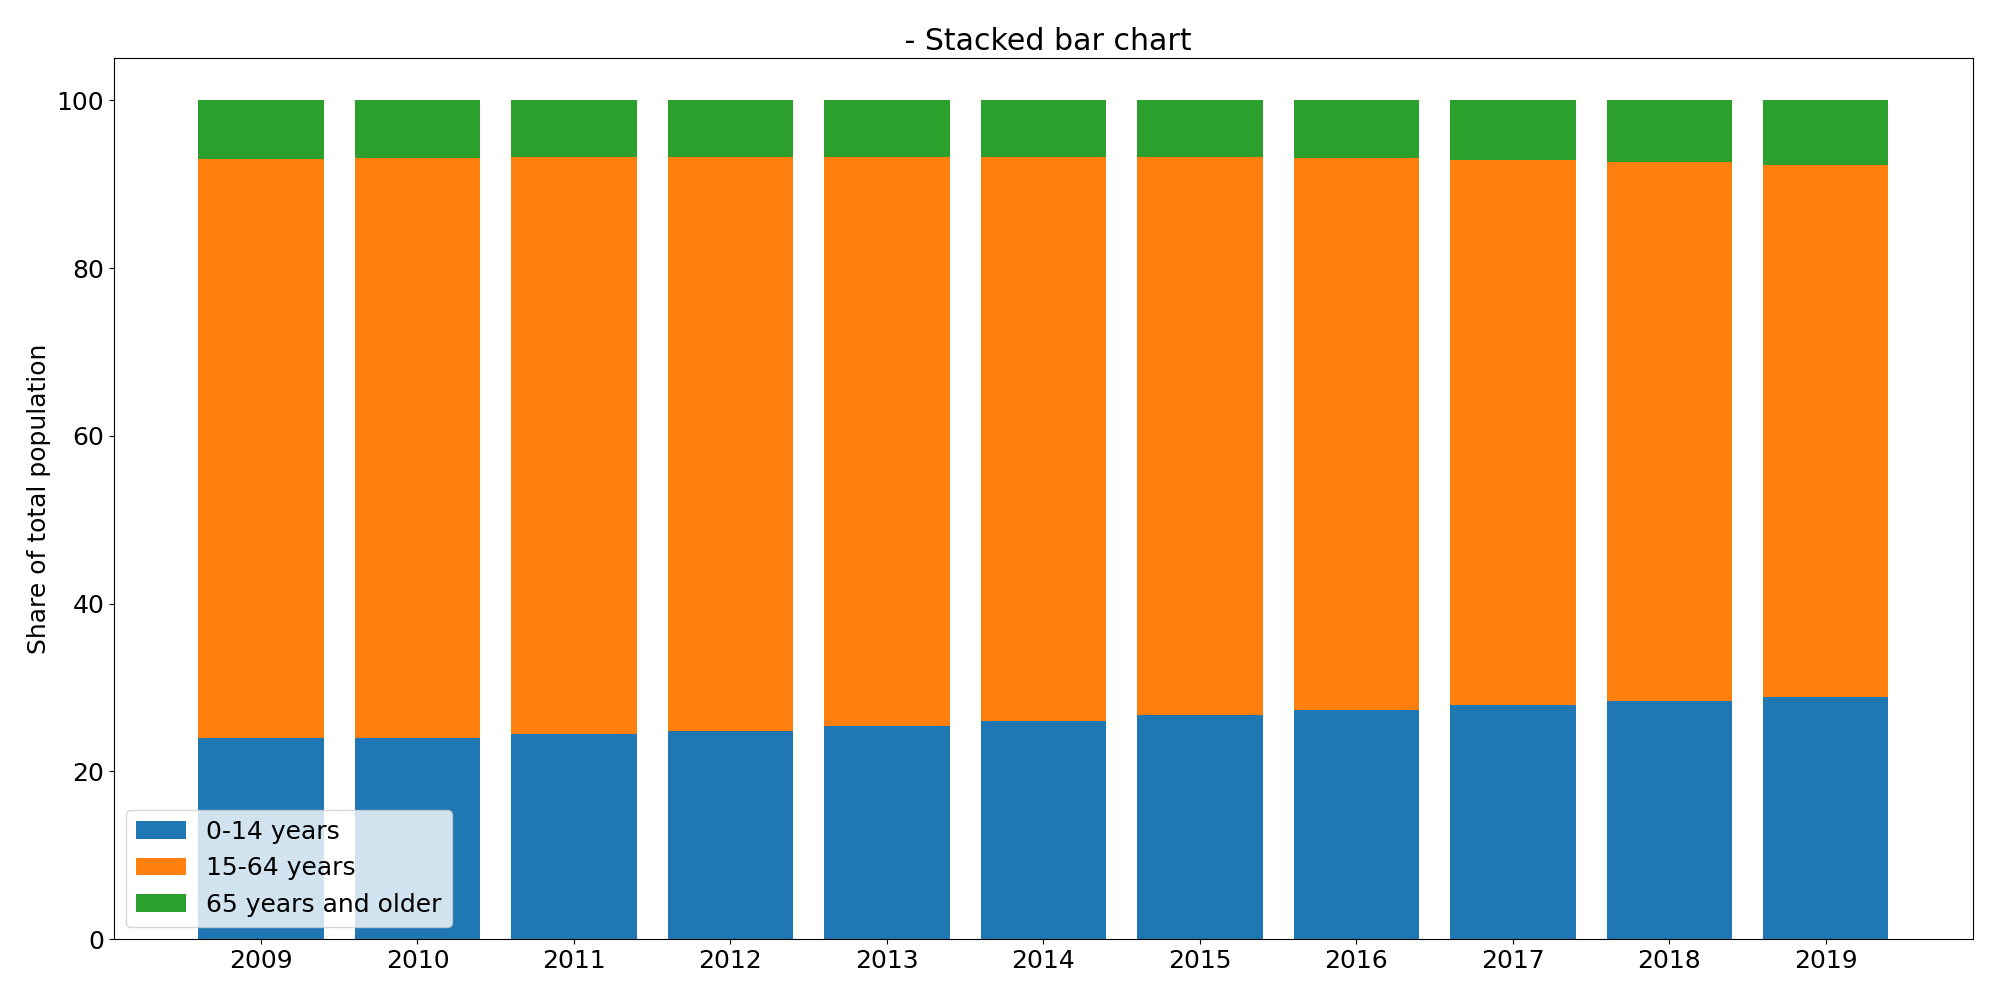 - Stacked bar chart
Share of total population
100
80
60
40
20
0
0-14 years
15-64 years
65 years and older
2009 2010 2011 2012 2013 2014 2015 2016 2017 2018 2019